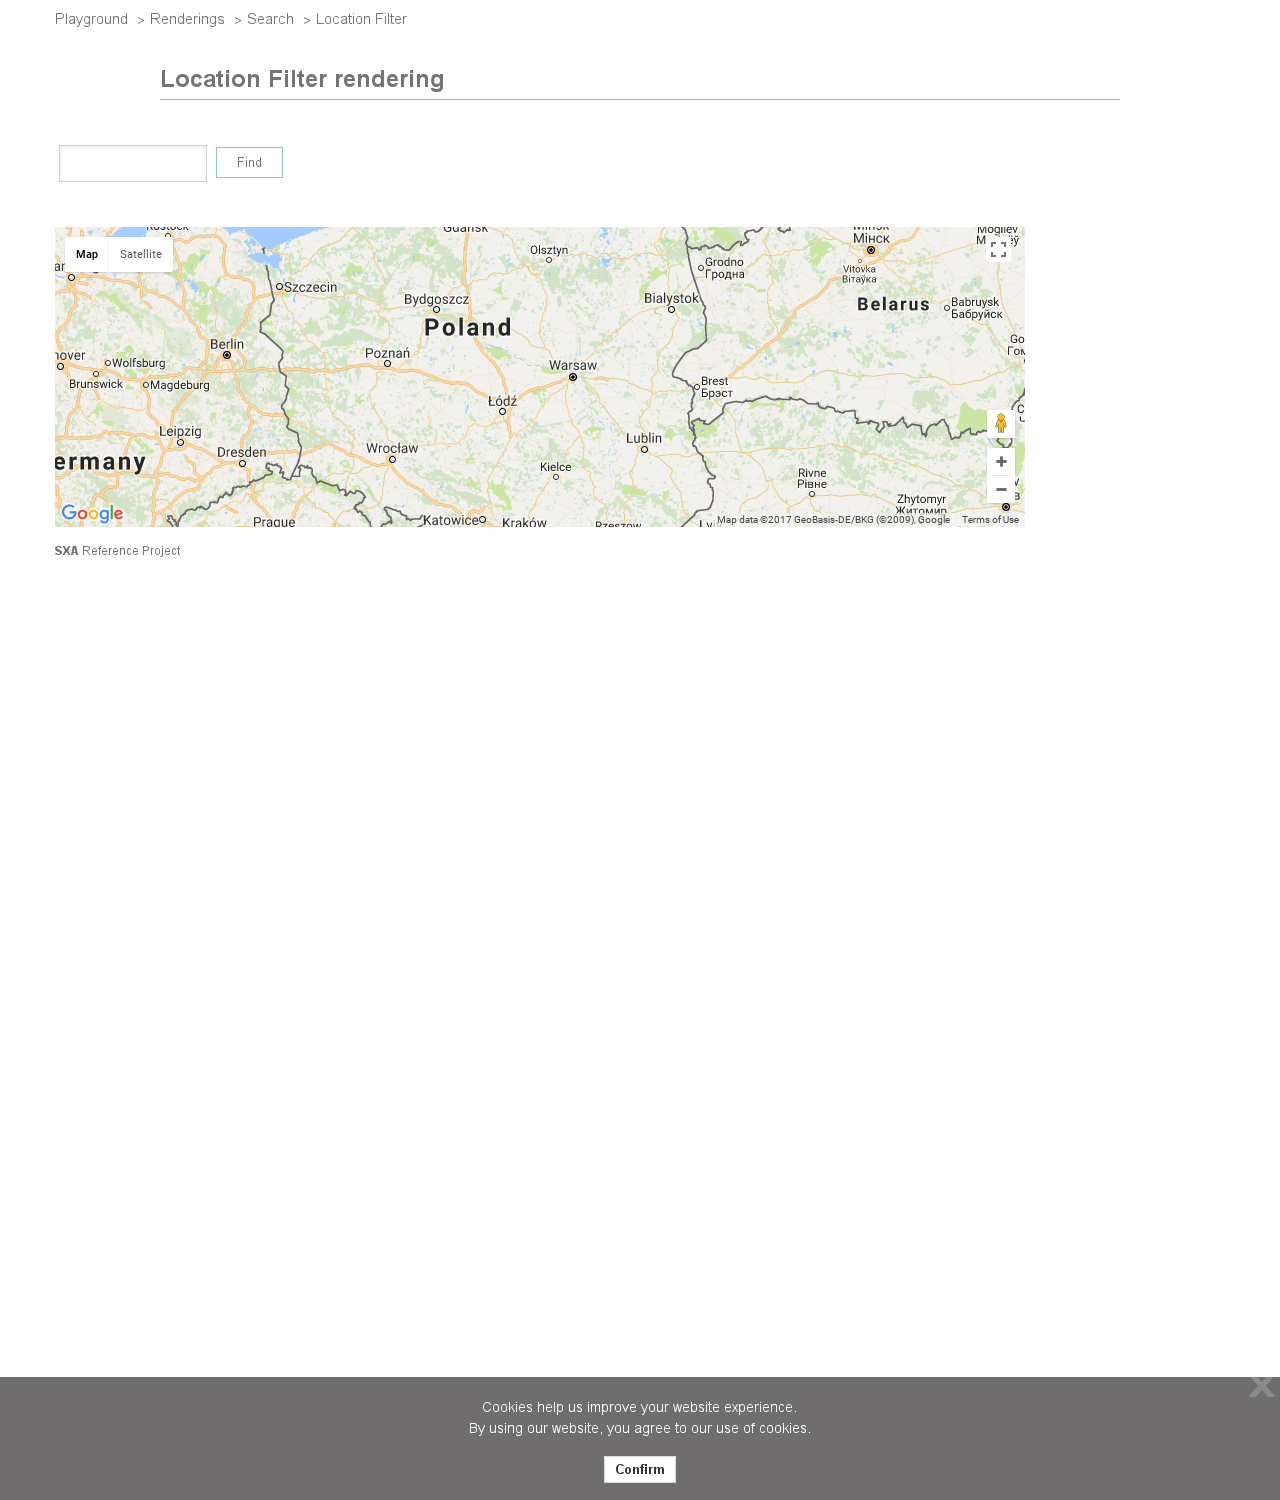 Playground > Renderings > Search > Location Filter
Location Filter rendering
Find
Map
Satellite
Gdańsk
Olsztyn
Grodno
Гродна
Мінск
Vitovka
Вітаўка
Mogilev
Szczecin
Bydgoszcz
Bialystok
Belarus
Babruysk
Бабруйск
Poland
Berlin
Poznań
Wolfsburg
Brunswick
Magdeburg
Warsaw
Brest
Брэст
Łódź
Leipzig
Dresden
Wrocław
Lublin
ermany
Kielce
Rivne
Рівне
Zhytomyr
Житомир
Prague
Katowice
Kraków
Rzeszow
Google
Map data ©2017 GeoBasis-DE/BKG (©2009), Google
Terms of Use
SXA Reference Project
X
Cookies help us improve your website experience.
By using our website, you agree to our use of cookies.
Confirm